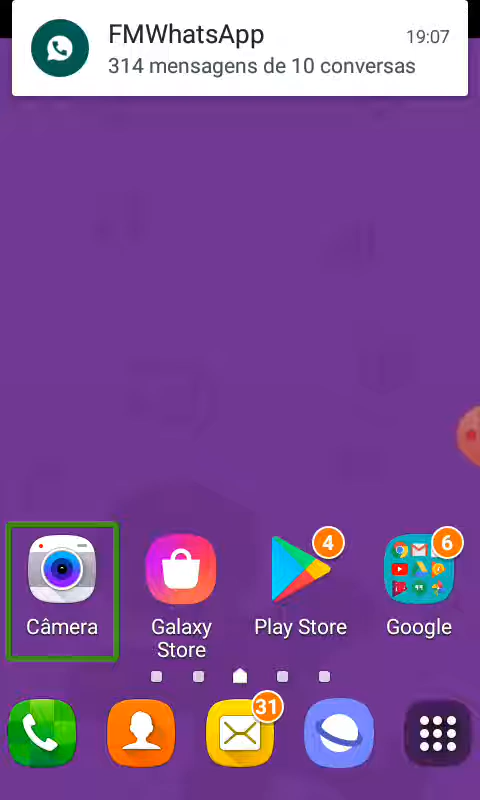 FMWhatsApp 19:07
314 mensagens de 10 conversas
4 6
Câmera Galaxy Store Play Store Google
31